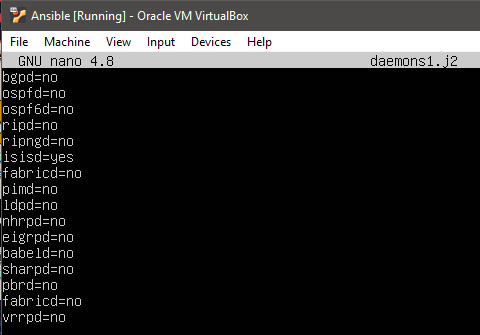 Ansible [Running] - Oracle VM VirtualBox
File Machine View Input Devices Help
GNU nano 4.8 daemons1.j2
bgpd=no
ospfd=no
ospf6d=no
ripd=no
ripngd=no
isisd=yes
fabricd=no
pimd=no
ldpd=no
nhrpd=no
eigrpd=no
babeld=no
sharpd=no
pbrd=no
fabricd=no
vrrpd=no